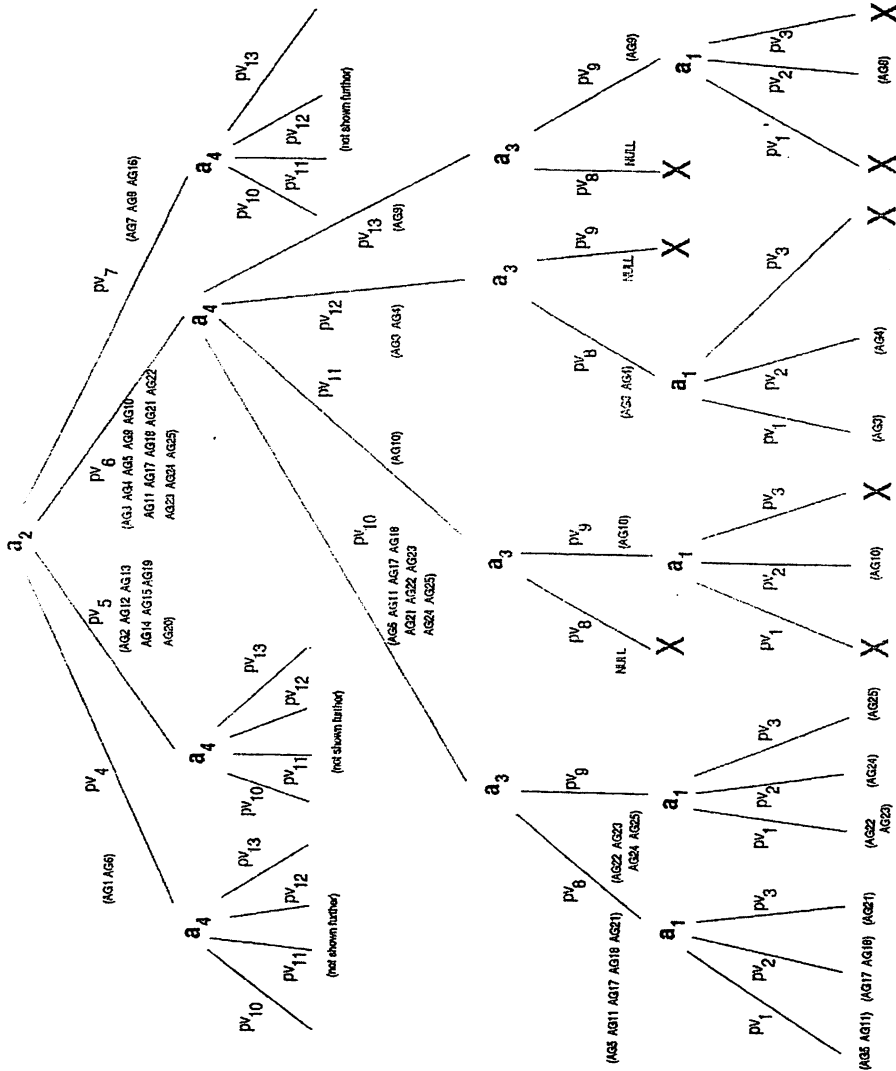 a2
pv4
(AG1 AG6)
pv5
(AG2 AG12 AG13
AG14 AG15 AG19
AG20)
pv6
(AG3 AG4 AG5 AG9 AG10
AG11 AG17 AG18 AG21 AG22
AG23 AG24 AG25)
pv7
(AG7 AG8 AG16)
a4
a4
a4
a4
pv10
pv11
pv12
pv13
(not shown further)
pv10
pv11
pv12
pv13
(not shown further)
pv10
(AG5 AG11 AG17 AG18
AG21 AG22 AG23
AG24 AG25)
pv11
(AG10)
pv12
(AG3 AG4)
pv13
(AG9)
pv10
pv11
pv12
pv13
(not shown further)
a3
a3
a3
a3
pv8
(AG5 AG11 AG17 AG18 AG21)
pv9
(AG22 AG23
AG24 AG25)
pv8
NULL
X
pv9
(AG10)
pv8
(AG3 AG4)
pv9
NULL
X
pv8
NULL
X
pv9
(AG9)
a1
a1
a1
a1
a1
pv1
pv2
pv3
pv1
pv2
pv3
pv1
pv2
pv3
pv1
pv2
pv3
pv1
pv2
pv3
(AG5 AG11)
(AG17 AG18)
(AG21)
(AG22
AG23)
(AG24)
(AG25)
X
(AG10)
X
(AG3)
(AG4)
X
X
(AG9)
X